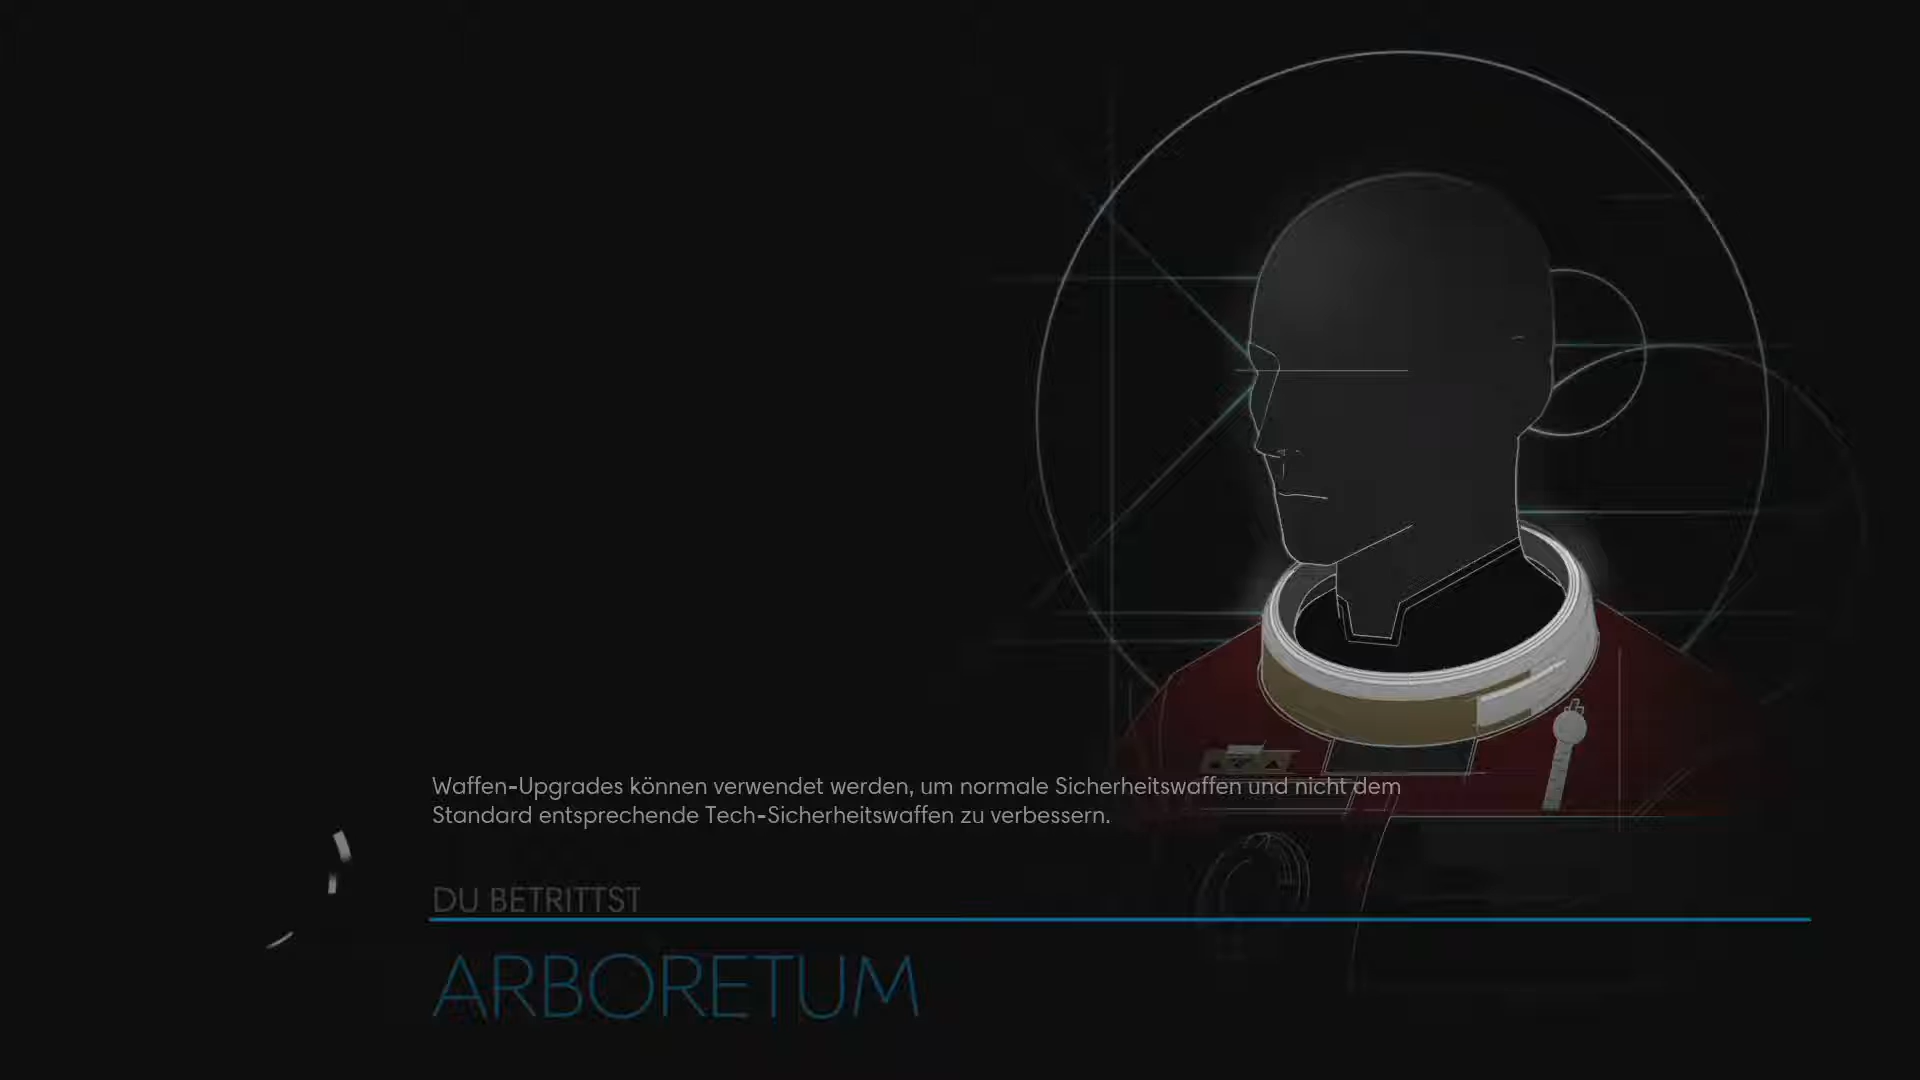 Waffen-Upgrades können verwendet werden, um normale Sicherheitswaffen und nicht dem
Standard entsprechende Tech-Sicherheitswaffen zu verbessern.
DU BETRITTST
ARBORETUM